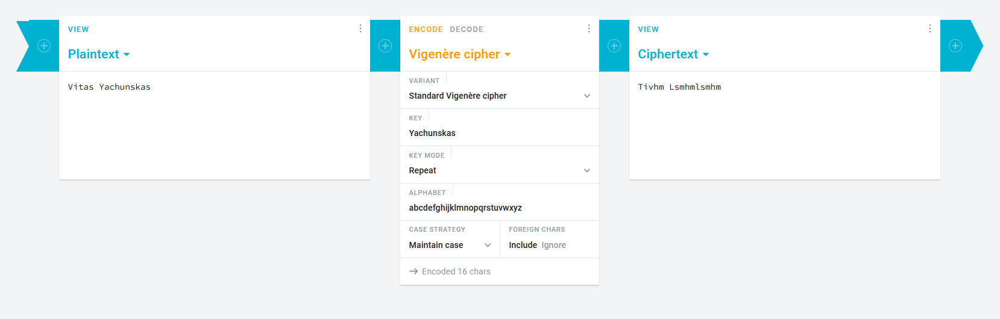 VIEW
Plaintext
Vitas Yachunskas
ENCODE DECODE
Vigenère cipher
VARIANT
Standard Vigenère cipher
KEY
Yachunskas
KEY MODE
Repeat
ALPHABET
abcdefghijklmnopqrstuvwxyz
CASE STRATEGY
Maintain case
FOREIGN CHARS
Include Ignore
→ Encoded 16 chars
VIEW
Ciphertext
Tivhm Lsmhmlsmhm